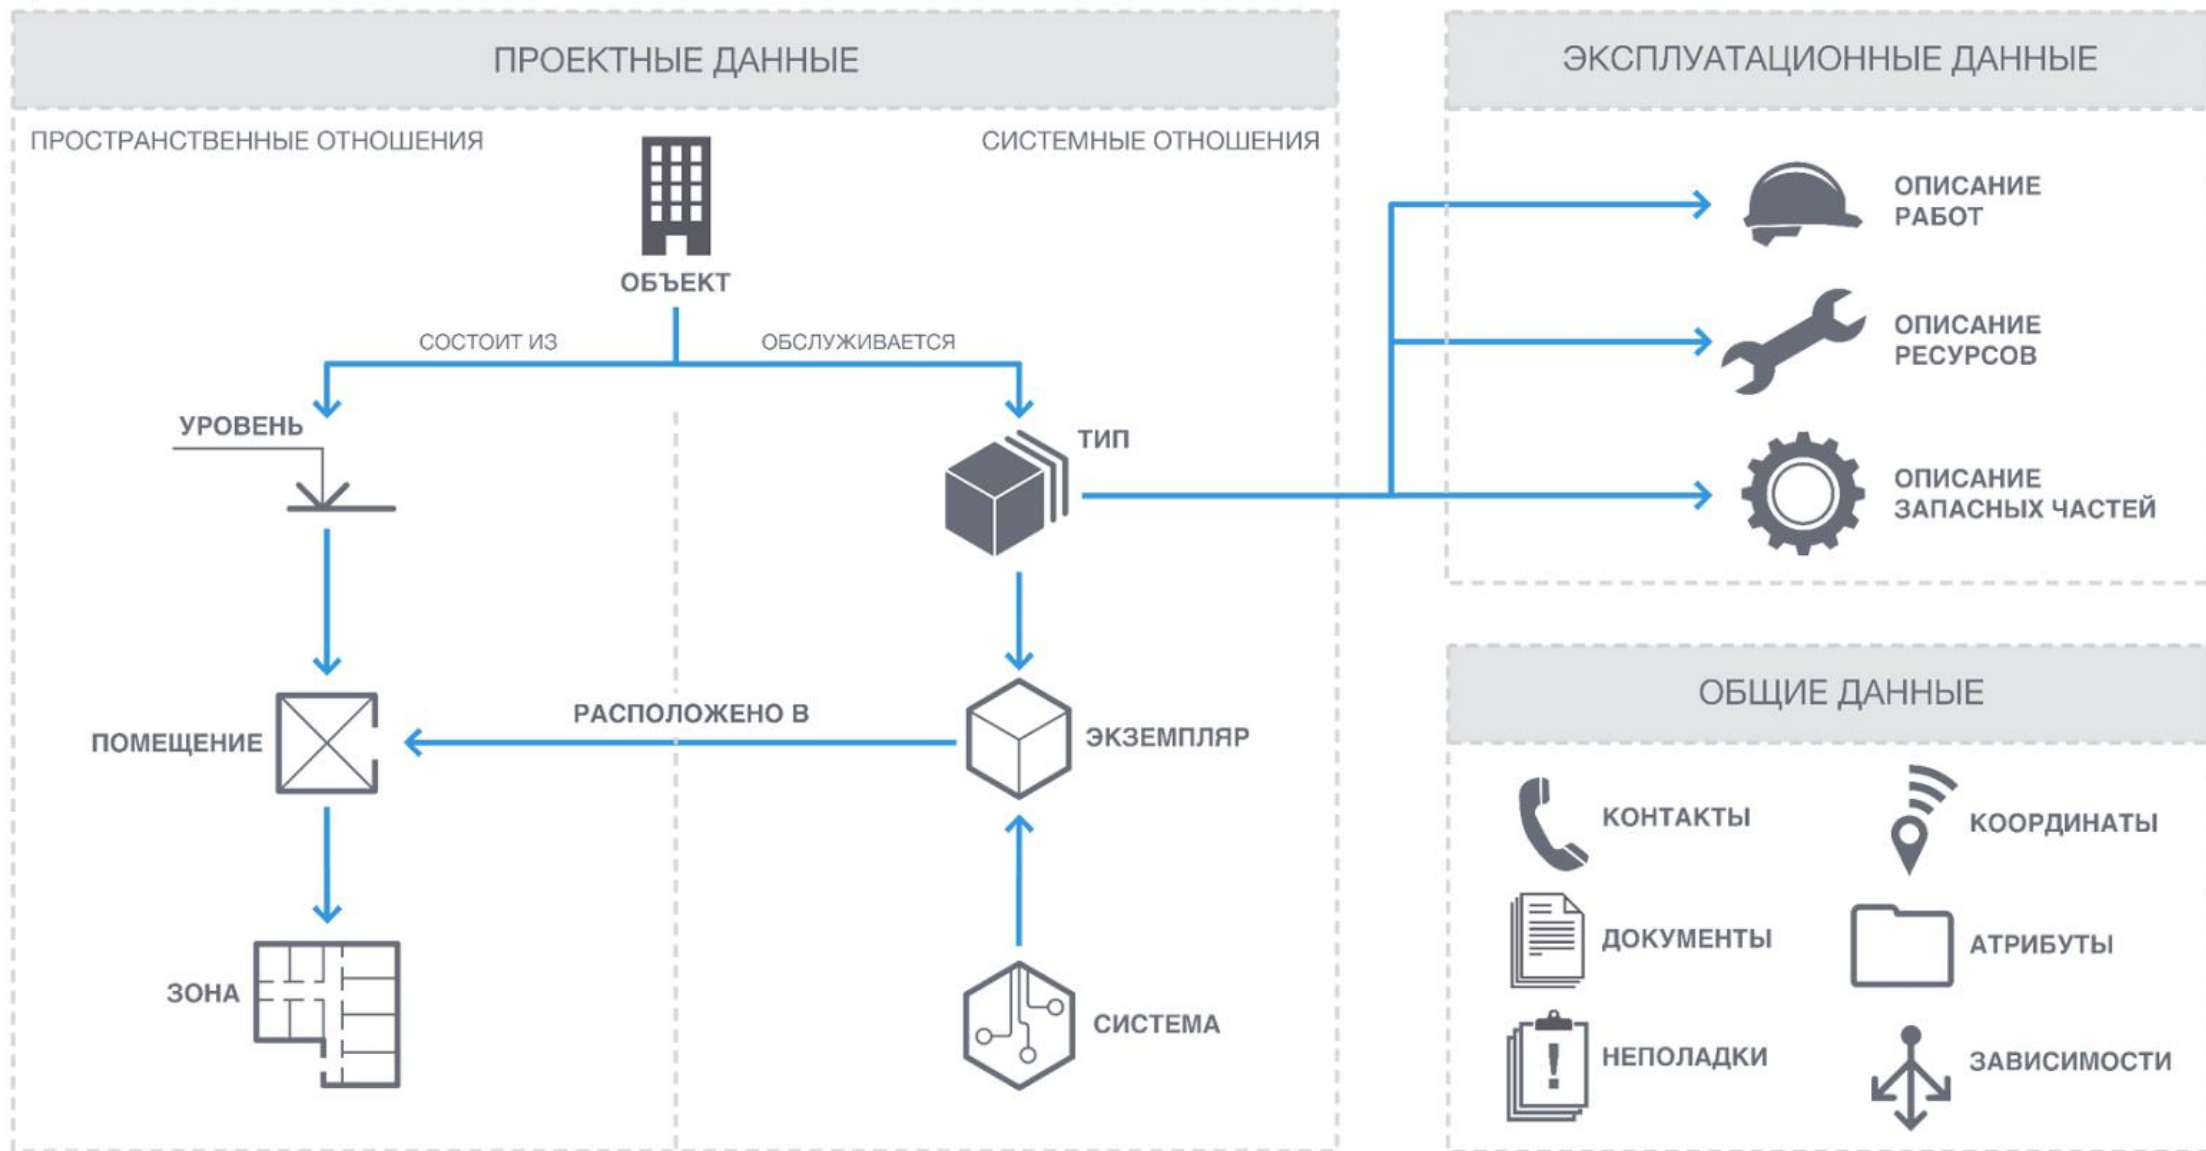 ПРОЕКТНЫЕ ДАННЫЕ
ПРОСТРАНСТВЕННЫЕ ОТНОШЕНИЯ
СИСТЕМНЫЕ ОТНОШЕНИЯ
ОБЪЕКТ
СОСТОИТ ИЗ
ОБСЛУЖИВАЕТСЯ
УРОВЕНЬ
ТИП
ПОМЕЩЕНИЕ
РАСПОЛОЖЕНО В
ЭКЗЕМПЛЯР
ЗОНА
СИСТЕМА
ЭКСПЛУАТАЦИОННЫЕ ДАННЫЕ
ОПИСАНИЕ
РАБОТ
ОПИСАНИЕ
РЕСУРСОВ
ОПИСАНИЕ
ЗАПАСНЫХ ЧАСТЕЙ
ОБЩИЕ ДАННЫЕ
КОНТАКТЫ
КООРДИНАТЫ
ДОКУМЕНТЫ
АТРИБУТЫ
НЕПОЛАДКИ
ЗАВИСИМОСТИ